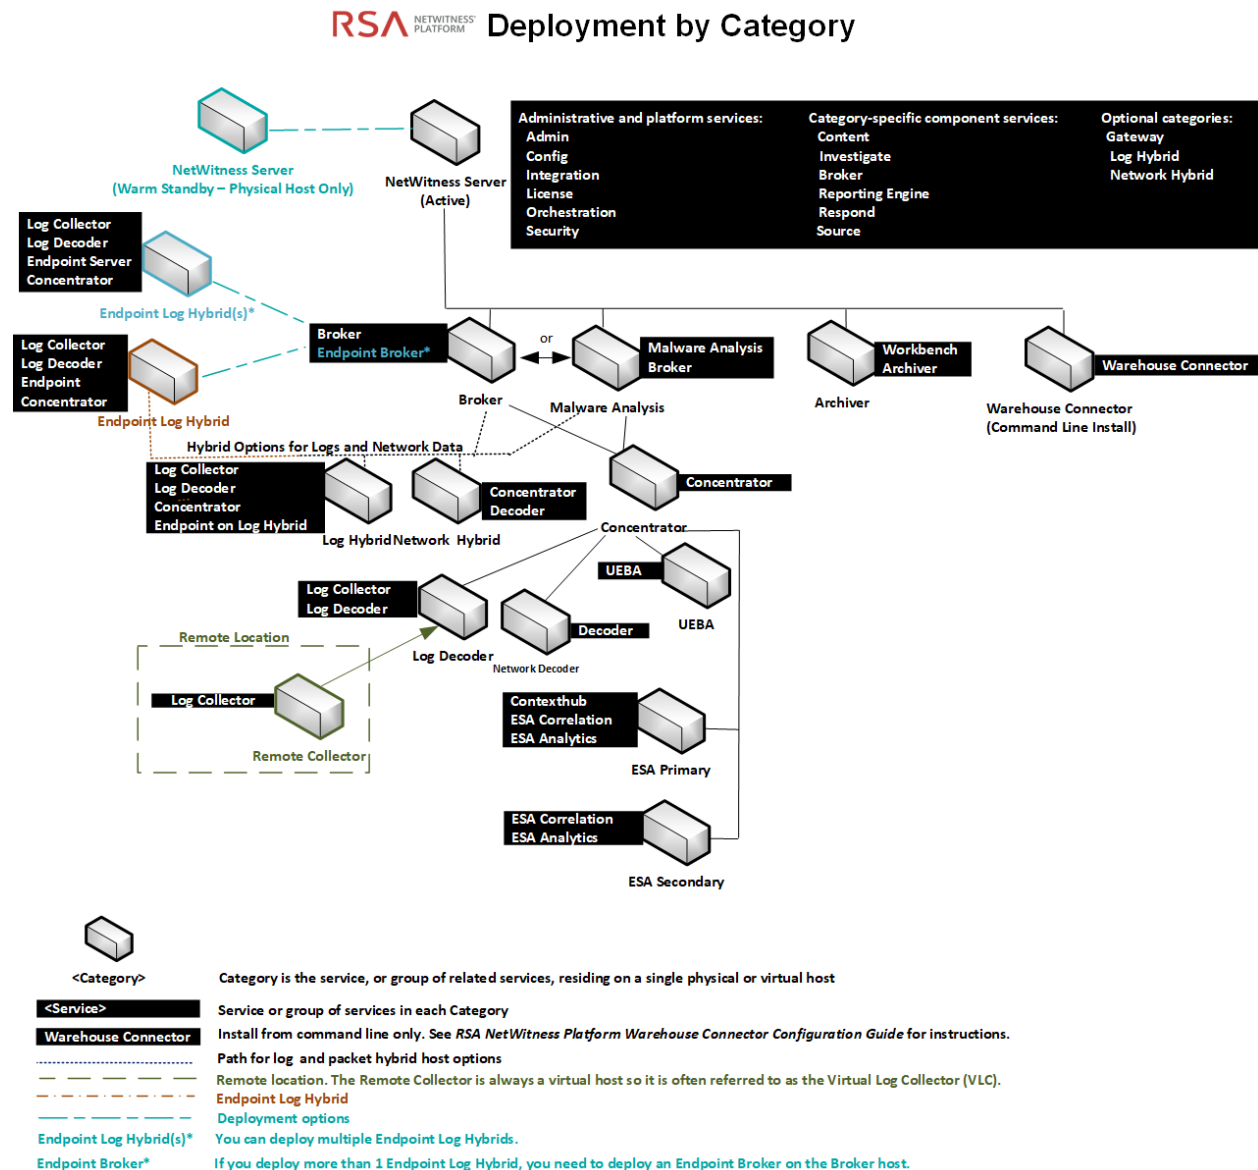 RSA NETWITNESS® PLATFORM Deployment by Category
Administrative and platform services:
Admin
Config
Integration
License
Orchestration
Security
Category-specific component services:
Content
Investigate
Broker
Reporting Engine
Respond
Source
Optional categories:
Gateway
Log Hybrid
Network Hybrid
NetWitness Server
(Warm Standby – Physical Host Only)
NetWitness Server
(Active)
Log Collector
Log Decoder
Endpoint Server
Concentrator
Endpoint Log Hybrid(s)*
Log Collector
Log Decoder
Endpoint
Concentrator
Endpoint Log Hybrid
Broker
Endpoint Broker*
Broker
or
Malware Analysis
Broker
Malware Analysis
Workbench
Archiver
Archiver
Warehouse Connector
Warehouse Connector
(Command Line Install)
Hybrid Options for Logs and Network Data
Log Collector
Log Decoder
Concentrator
Endpoint on Log Hybrid
Log Hybrid
Concentrator
Decoder
Network Hybrid
Concentrator
Concentrator
Log Collector
Log Decoder
Log Decoder
Decoder
Network Decoder
UEBA
UEBA
Remote Location
Log Collector
Remote Collector
Contexthub
ESA Correlation
ESA Analytics
ESA Primary
ESA Correlation
ESA Analytics
ESA Secondary
<Category>
Category is the service, or group of related services, residing on a single physical or virtual host
<Service>
Service or group of services in each Category
Warehouse Connector
Install from command line only. See RSA NetWitness Platform Warehouse Connector Configuration Guide for instructions.
Path for log and packet hybrid host options
Remote location. The Remote Collector is always a virtual host so it is often referred to as the Virtual Log Collector (VLC).
Endpoint Log Hybrid
Deployment options
Endpoint Log Hybrid(s)*
You can deploy multiple Endpoint Log Hybrids.
Endpoint Broker*
If you deploy more than 1 Endpoint Log Hybrid, you need to deploy an Endpoint Broker on the Broker host.